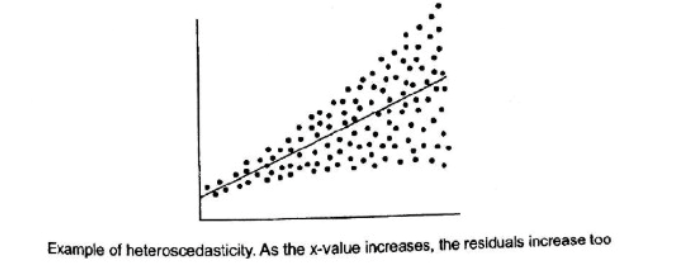 Example of heteroscedasticity. As the x-value increases, the residuals increase too